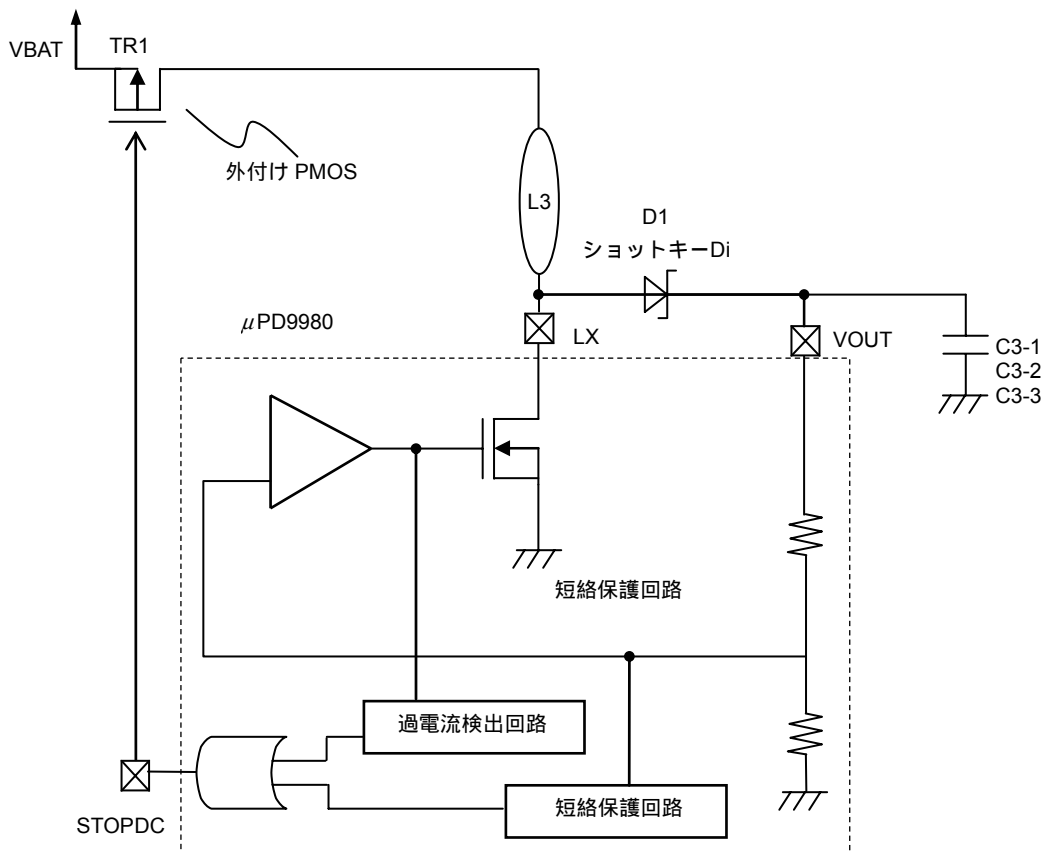 VBAT
TR1
外付け PMOS
L3
D1
ショットキーDi
μPD9980
LX
VOUT
C3-1
C3-2
C3-3
短絡保護回路
過電流検出回路
短絡保護回路
STOPDC